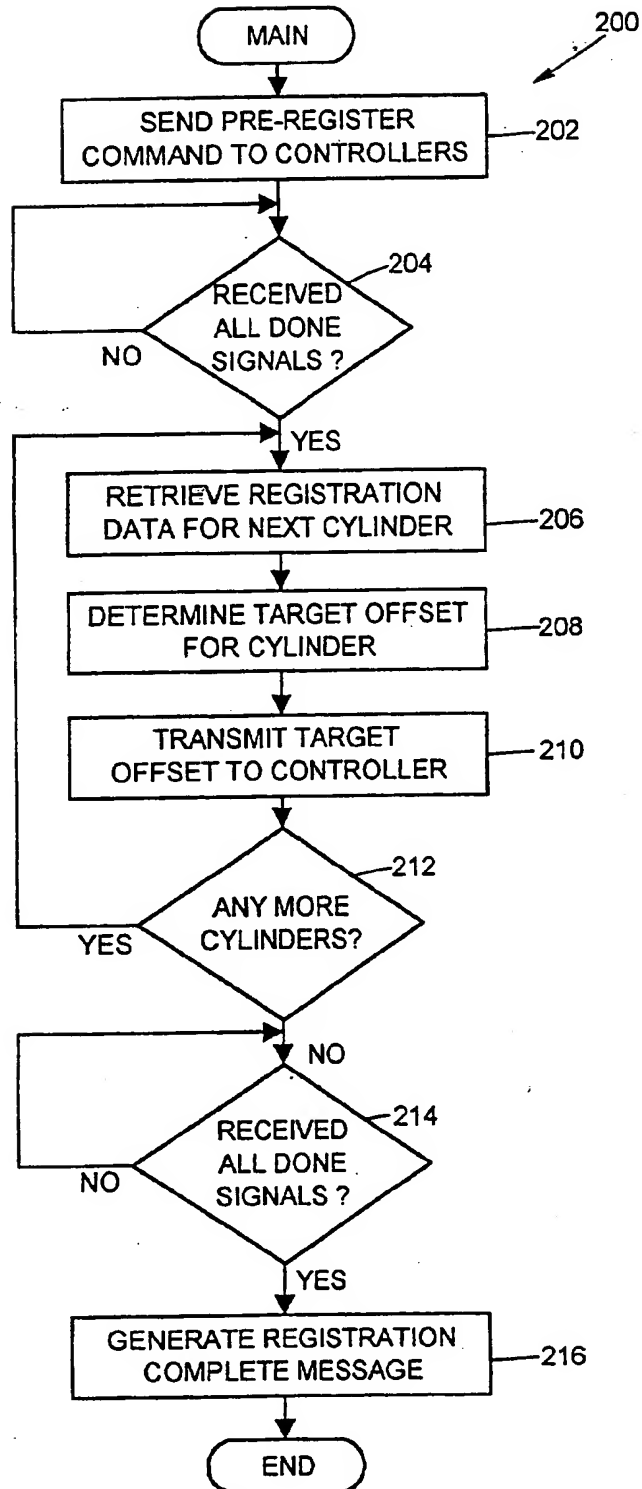 MAIN
200
SEND PRE-REGISTER
COMMAND TO CONTROLLERS
202
204
RECEIVED
ALL DONE
SIGNALS ?
NO
YES
RETRIEVE REGISTRATION
DATA FOR NEXT CYLINDER
206
DETERMINE TARGET OFFSET
FOR CYLINDER
208
TRANSMIT TARGET
OFFSET TO CONTROLLER
210
212
ANY MORE
CYLINDERS?
YES
NO
214
RECEIVED
ALL DONE
SIGNALS ?
NO
YES
GENERATE REGISTRATION
COMPLETE MESSAGE
216
END